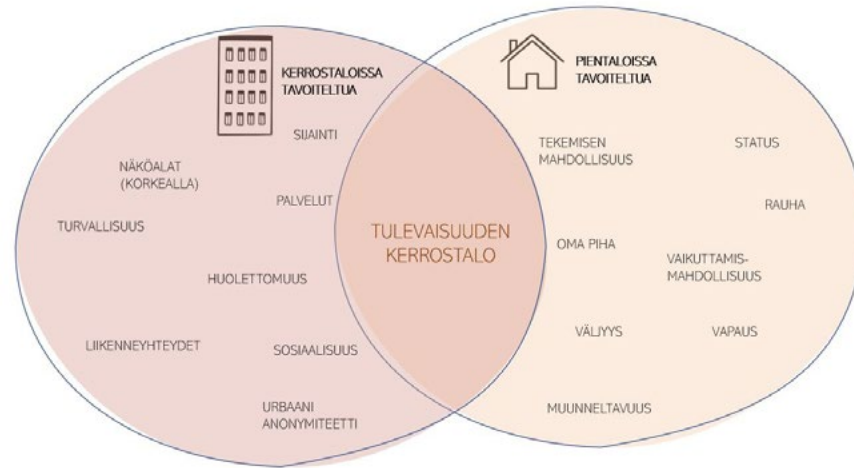 KERROSTALOISSA
TAVOITELTUA
SIJAINTI
NÄKÖALAT
(KORKEALLA)
PALVELUT
TURVALLISUUS
HUOLETTOMUUS
LIIKENNEYHTEYDET
SOSIAALISUUS
URBAANI
ANONYMITEETTI
TULEVAISUUDEN
KERROSTALO
PIENTALOISSA
TAVOITELTUA
TEKEMISEN
MAHDOLLISUUS
STATUS
RAUHA
OMA PIHA
VAIKUTTAMIS-
MAHDOLLISUUS
VÄLJYYS
VAPAUS
MUUNNELTAVUUS